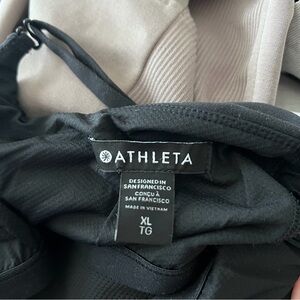 ATHLETA
DESIGNED IN
SAN FRANCISCO
CONÇU À
SAN FRANCISCO
MADE IN VIETNAM
XL
TG